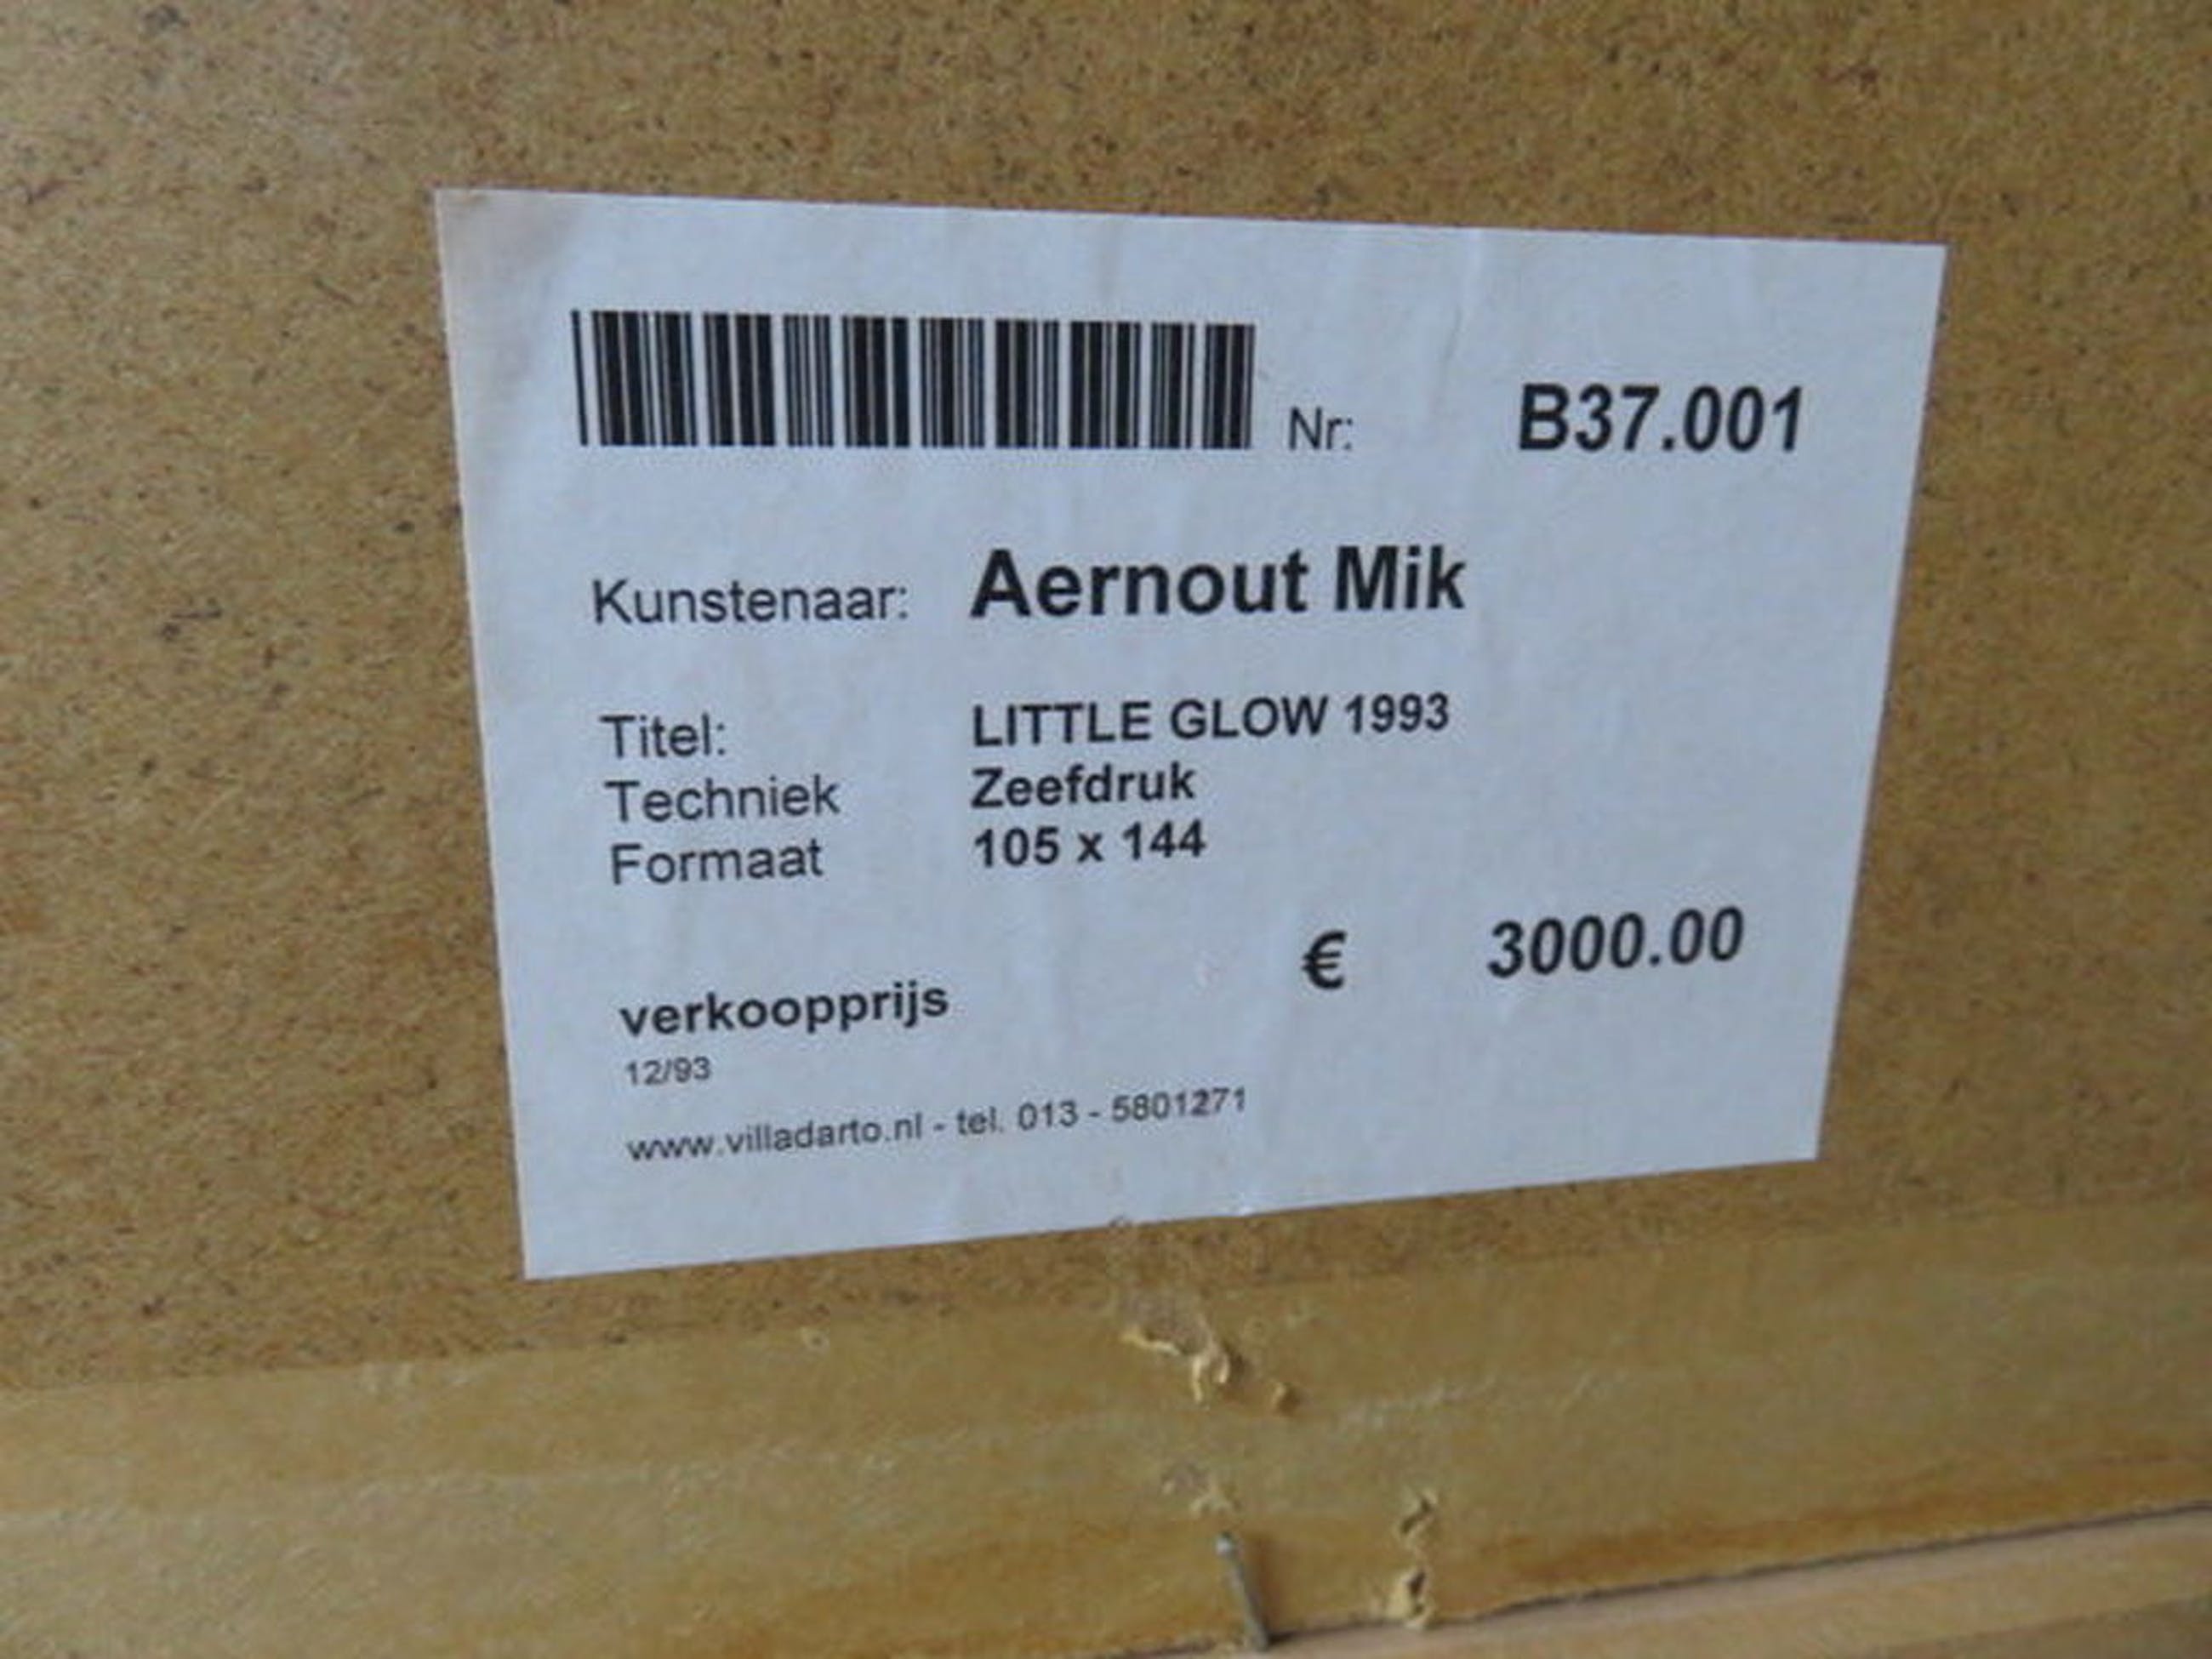 Nr: B37.001
Kunstenaar: Aernout Mik
Titel: LITTLE GLOW 1993
Techniek Zeefdruk
Formaat 105 x 144
verkoopprijs € 3000.00
12/93
www.villadarto.nl - tel. 013 - 5801271